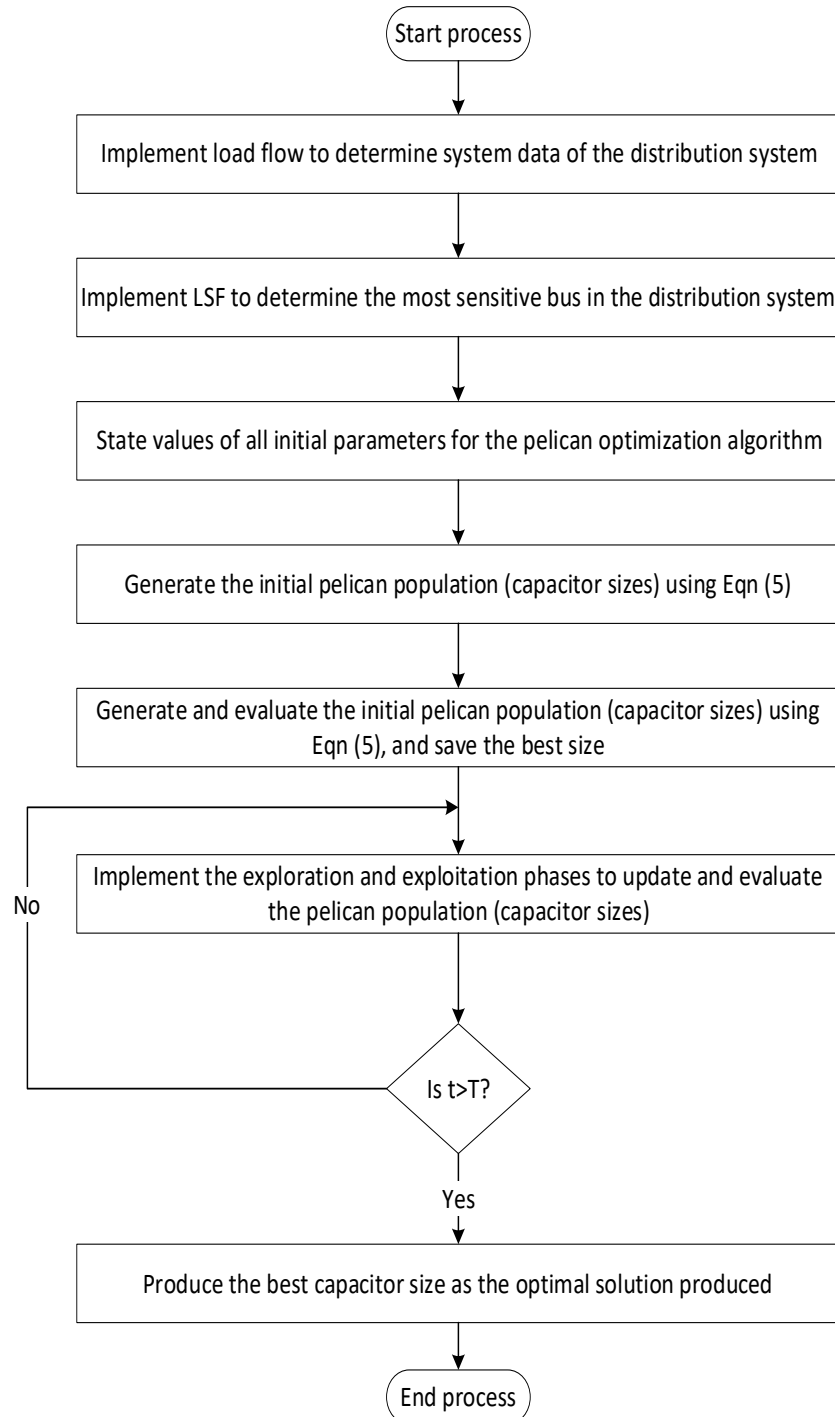 Start process
Implement load flow to determine system data of the distribution system
Implement LSF to determine the most sensitive bus in the distribution system
State values of all initial parameters for the pelican optimization algorithm
Generate the initial pelican population (capacitor sizes) using Eqn (5)
Generate and evaluate the initial pelican population (capacitor sizes) using
Eqn (5), and save the best size
Implement the exploration and exploitation phases to update and evaluate
the pelican population (capacitor sizes)
No
Is t>T?
Yes
Produce the best capacitor size as the optimal solution produced
End process